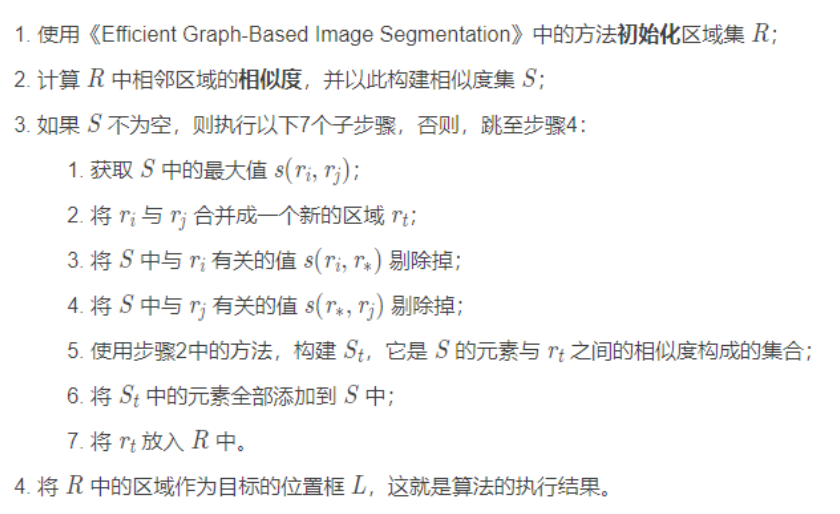 1. 使用《Efficient Graph-Based Image Segmentation》中的方法初始化区域集 R;
2. 计算 R 中相邻区域的相似度，并以此构建相似度集 S;
3. 如果 S 不为空，则执行以下7个子步骤，否则，跳至步骤4：
1. 获取 S 中的最大值 s(r_i, r_j);
2. 将 r_i 与 r_j 合并成一个新的区域 r_t;
3. 将 S 中与 r_i 有关的值 s(r_i, r_*) 剔除掉;
4. 将 S 中与 r_j 有关的值 s(r_*, r_j) 剔除掉;
5. 使用步骤2中的方法，构建 S_t，它是 S 的元素与 r_t 之间的相似度构成的集合;
6. 将 S_t 中的元素全部添加到 S 中;
7. 将 r_t 放入 R 中。
4. 将 R 中的区域作为目标的位置框 L，这就是算法的执行结果。